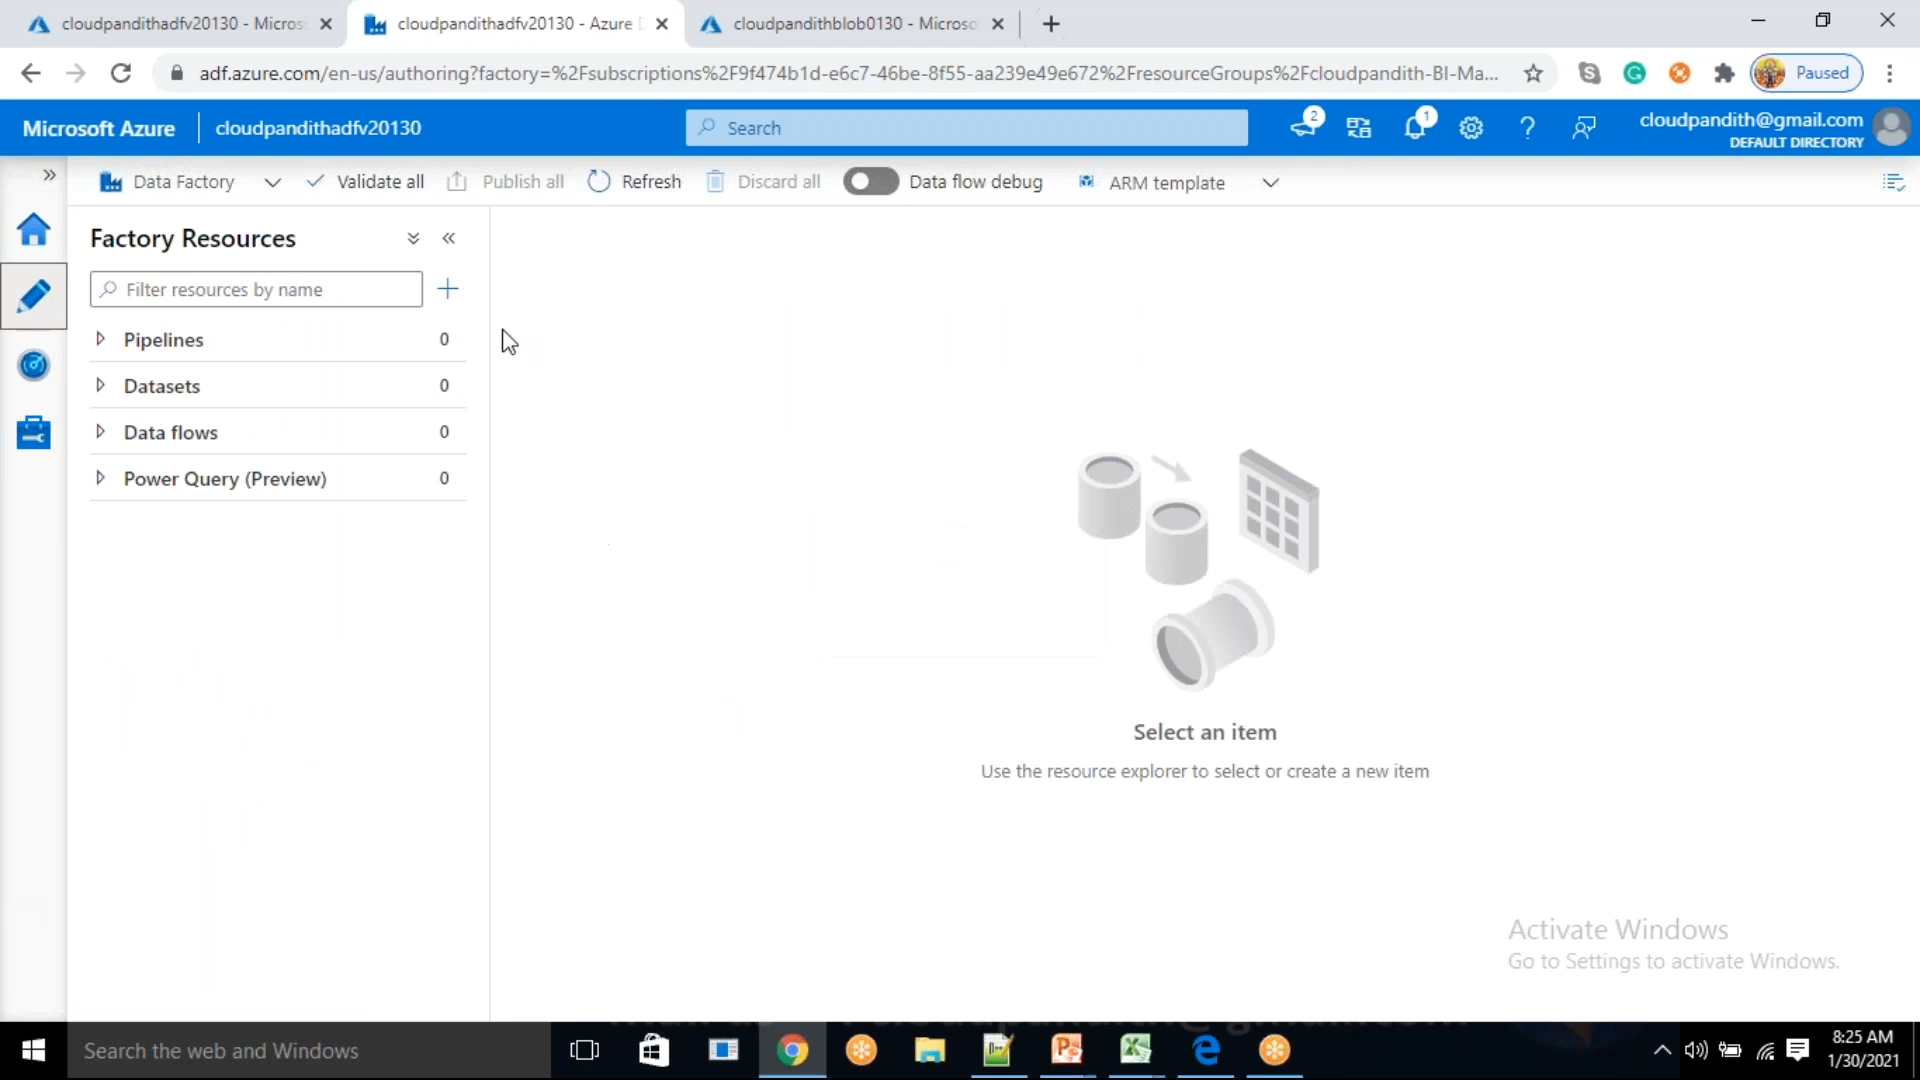 cloudpandithadfv20130 - Micros
cloudpandithadfv20130 - Azure D
cloudpandithblob0130 - Microso
adf.azure.com/en-us/authoring?factory=%2Fsubscriptions%2F9f474b1d-e6c7-46be-8f55-aa239e49e672%2FresourceGroups%2Fcloudpandith-BI-Ma...
Paused
Microsoft Azure
cloudpandithadfv20130
Search
2
1
cloudpandith@gmail.com
DEFAULT DIRECTORY
Data Factory
Validate all
Publish all
Refresh
Discard all
Data flow debug
ARM template
Factory Resources
Filter resources by name
Pipelines 0
Datasets 0
Data flows 0
Power Query (Preview) 0
Select an item
Use the resource explorer to select or create a new item
Activate Windows
Go to Settings to activate Windows.
Search the web and Windows
8:25 AM
1/30/2021